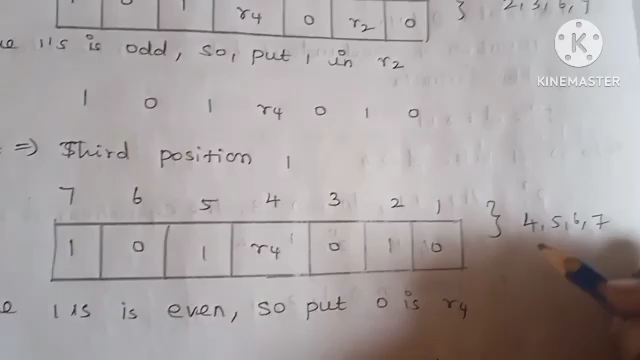 1 r4 0 r2 0 } 2,3,6,7
1's is odd, so, put 1 in r2
KINEMASTER
1 0 1 r4 0 1 0
=> Third position 1
7 6 5 4 3 2 1
1 0 1 r4 0 1 0 } 4,5,6,7
1's is even, so put 0 is r4